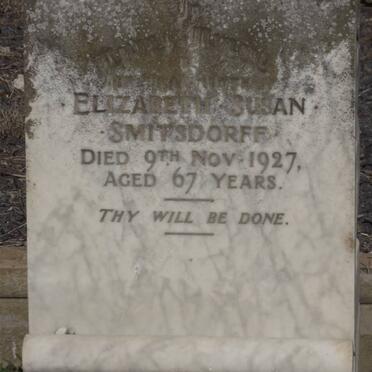 ELIZABETH SUSAN
SMITSDORFF
DIED 9TH NOV. 1927,
AGED 67 YEARS.
THY WILL BE DONE.